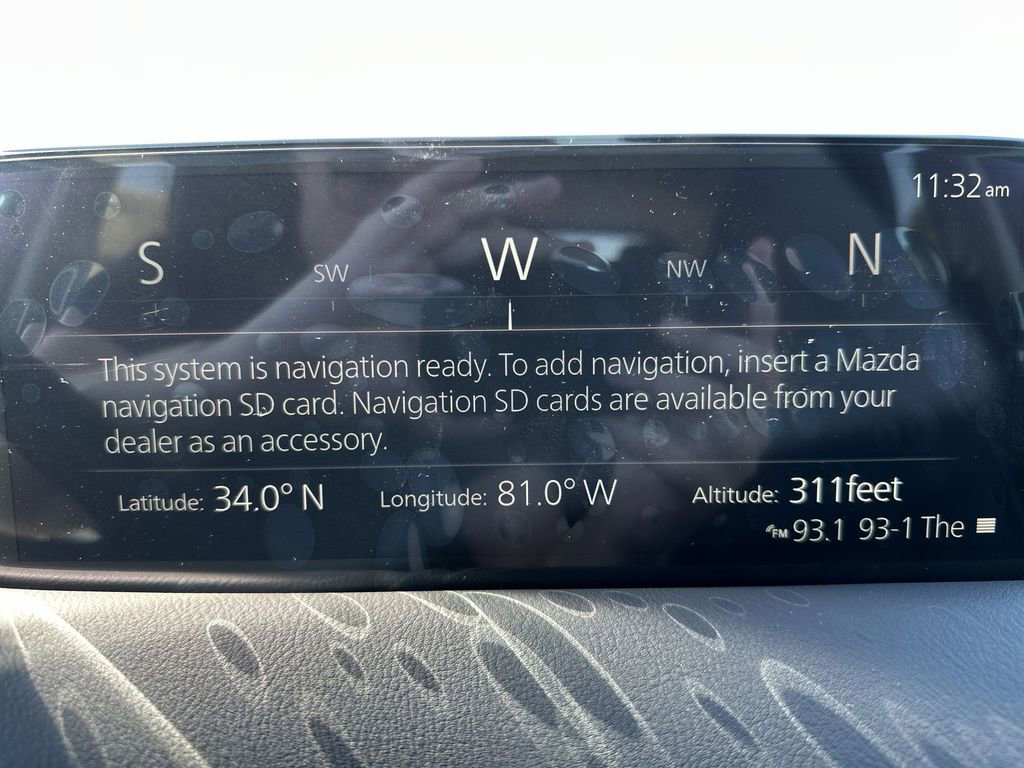 11:32am
S SW W NW N
This system is navigation ready. To add navigation, insert a Mazda
navigation SD card. Navigation SD cards are available from your
dealer as an accessory.
Latitude: 34.0° N Longitude: 81.0° W Altitude: 311feet
FM 93.1 93-1 The